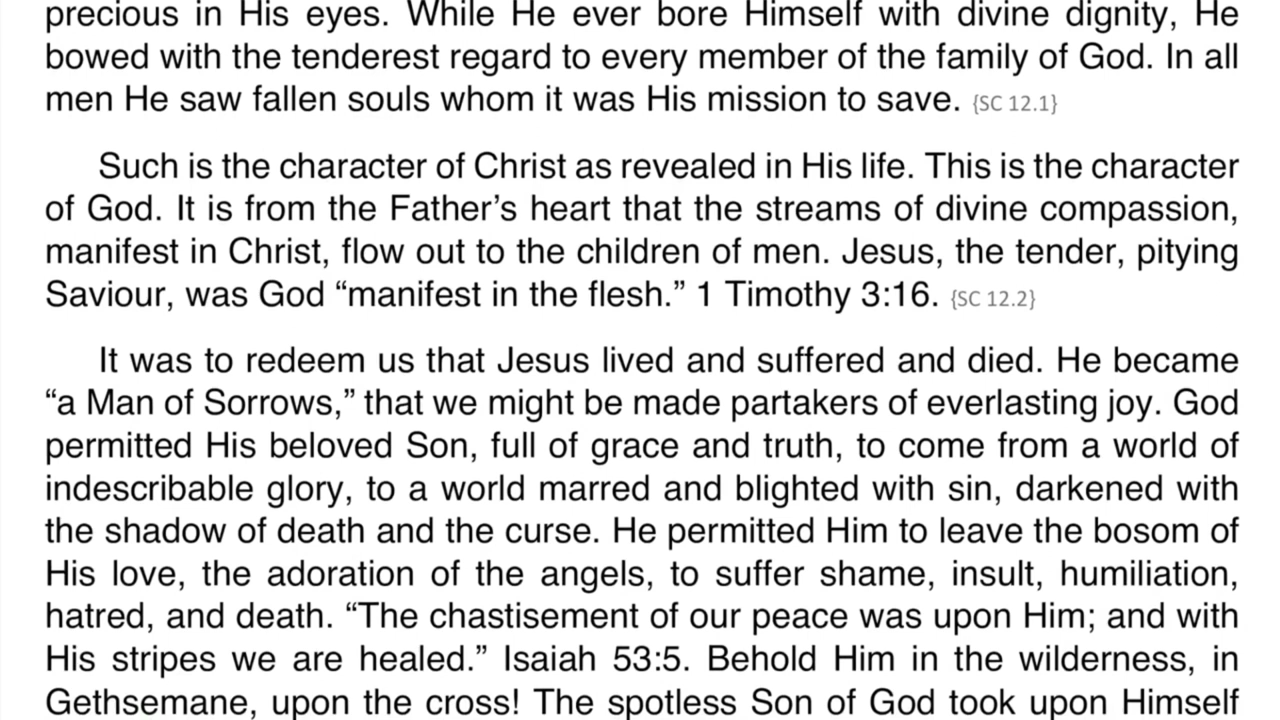 precious in His eyes. While He ever bore Himself with divine dignity, He
bowed with the tenderest regard to every member of the family of God. In all
men He saw fallen souls whom it was His mission to save. {SC 12.1}
Such is the character of Christ as revealed in His life. This is the character
of God. It is from the Father’s heart that the streams of divine compassion,
manifest in Christ, flow out to the children of men. Jesus, the tender, pitying
Saviour, was God “manifest in the flesh.” 1 Timothy 3:16. {SC 12.2}
It was to redeem us that Jesus lived and suffered and died. He became
“a Man of Sorrows,” that we might be made partakers of everlasting joy. God
permitted His beloved Son, full of grace and truth, to come from a world of
indescribable glory, to a world marred and blighted with sin, darkened with
the shadow of death and the curse. He permitted Him to leave the bosom of
His love, the adoration of the angels, to suffer shame, insult, humiliation,
hatred, and death. “The chastisement of our peace was upon Him; and with
His stripes we are healed.” Isaiah 53:5. Behold Him in the wilderness, in
Gethsemane, upon the cross! The spotless Son of God took upon Himself